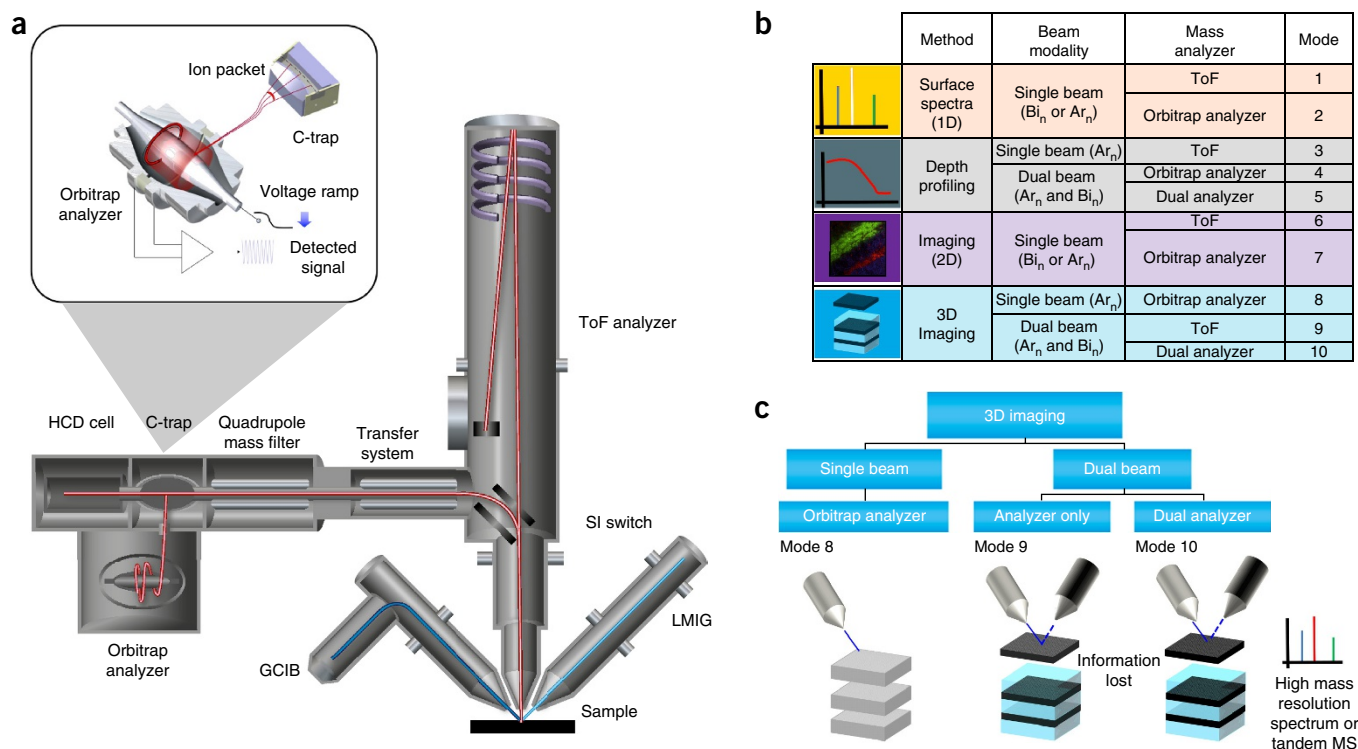 a
Ion packet
C-trap
Orbitrap
analyzer
Voltage ramp
Detected
signal
ToF analyzer
HCD cell
C-trap
Quadrupole
mass filter
Transfer
system
SI switch
LMIG
GCIB
Orbitrap
analyzer
Sample
b
Method
Beam
modality
Mass
analyzer
Mode
Surface
spectra
(1D)
Single beam
(Biₙ or Arₙ)
ToF
1
Orbitrap analyzer
2
Depth
profiling
Single beam (Arₙ)
ToF
3
Dual beam
(Arₙ and Biₙ)
Orbitrap analyzer
4
Dual analyzer
5
Imaging
(2D)
Single beam
(Biₙ or Arₙ)
ToF
6
Orbitrap analyzer
7
3D
Imaging
Single beam (Arₙ)
Orbitrap analyzer
8
Dual beam
(Arₙ and Biₙ)
ToF
9
Dual analyzer
10
c
3D imaging
Single beam
Dual beam
Orbitrap analyzer
Analyzer only
Dual analyzer
Mode 8
Mode 9
Mode 10
Information
lost
High mass
resolution
spectrum or
tandem MS